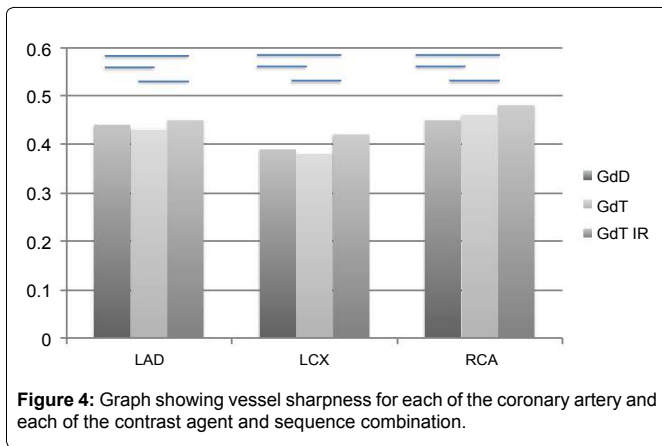 0.6
0.5
0.4
0.3
0.2
0.1
0
LAD
LCX
RCA
GdD
GdT
GdT IR
Figure 4: Graph showing vessel sharpness for each of the coronary artery and
each of the contrast agent and sequence combination.